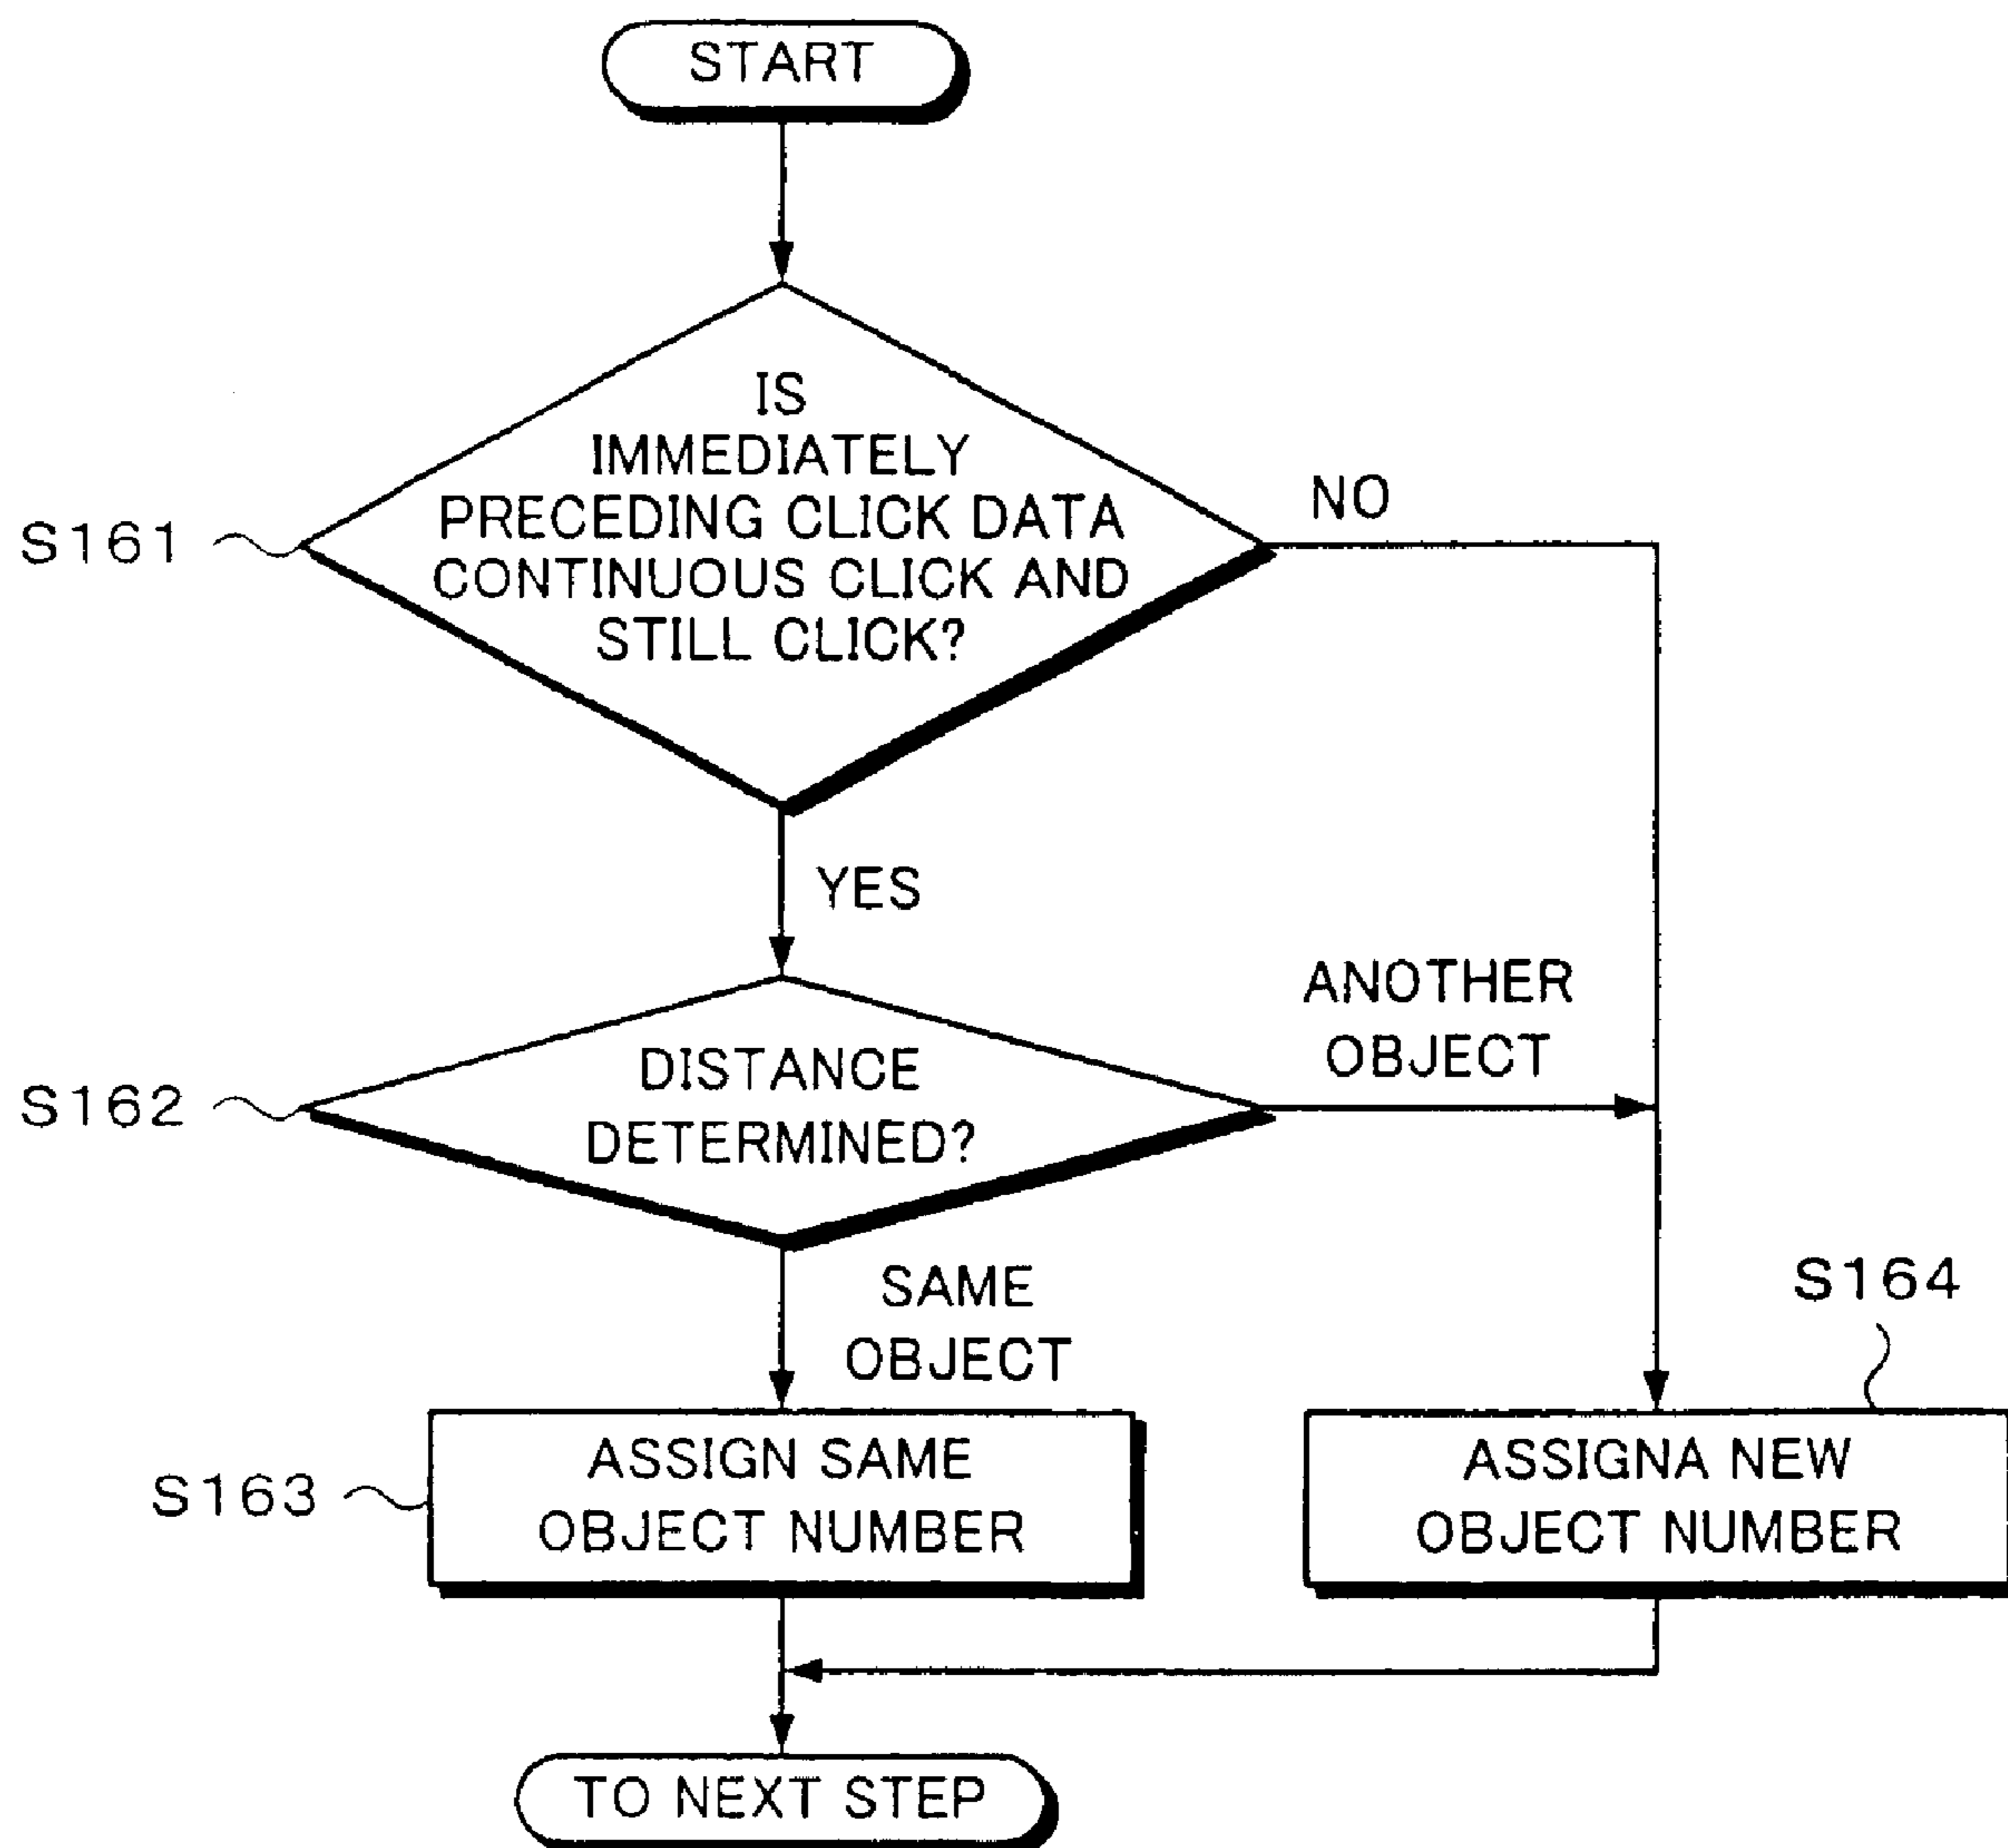 START
IS
IMMEDIATELY
PRECEDING CLICK DATA
CONTINUOUS CLICK AND
STILL CLICK?
S161
NO
YES
DISTANCE
DETERMINED?
S162
ANOTHER
OBJECT
SAME
OBJECT
S164
ASSIGN SAME
OBJECT NUMBER
S163
ASSIGNA NEW
OBJECT NUMBER
TO NEXT STEP